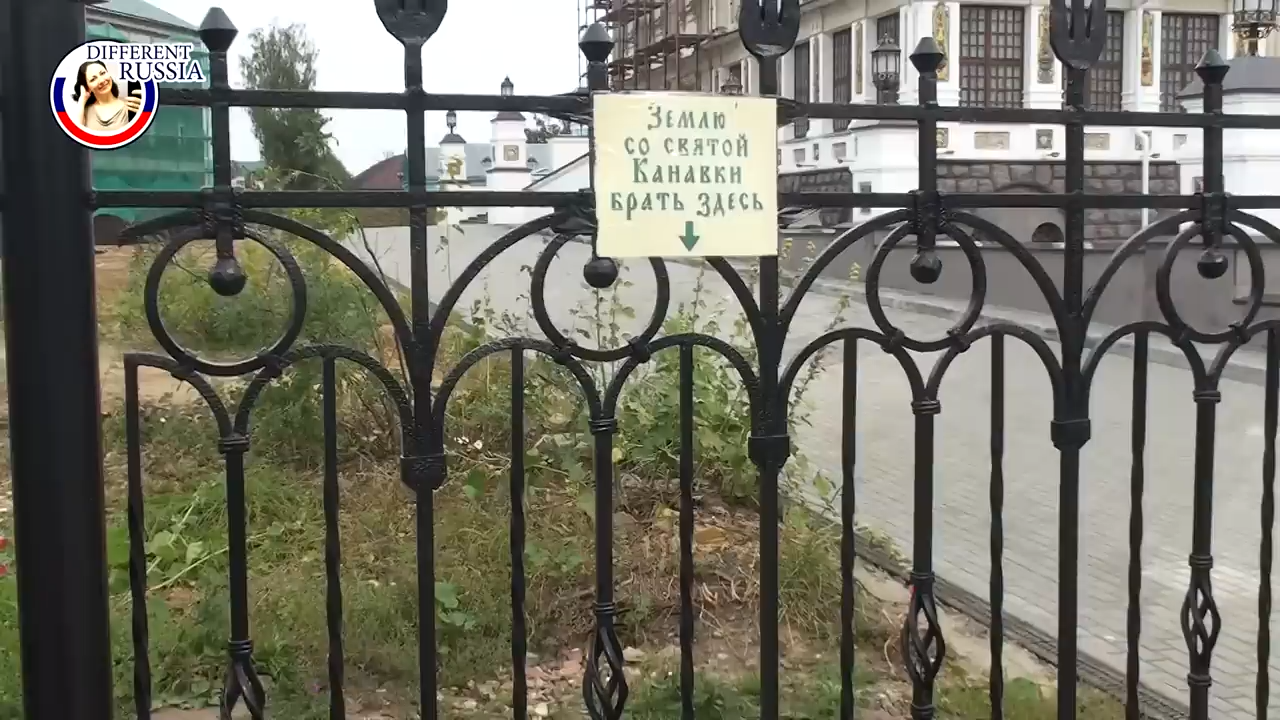 DIFFERENT
RUSSIA
Землю
со святой
Канавки
брать здесь